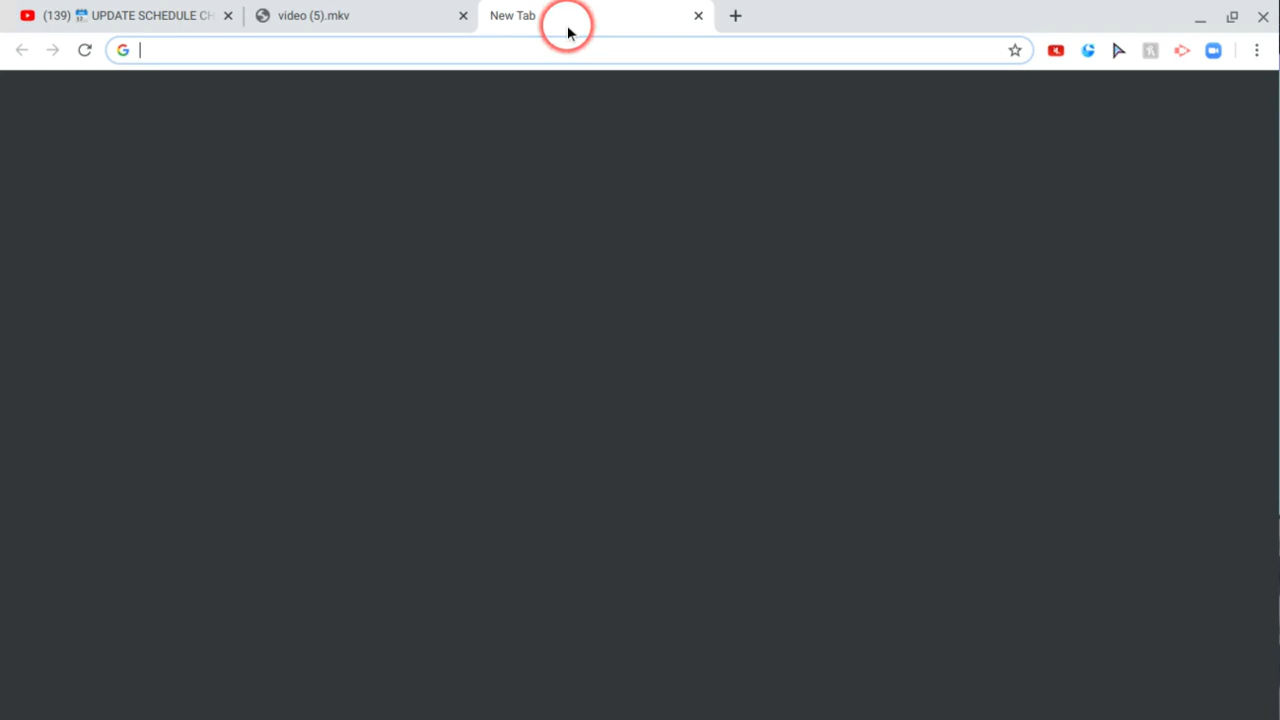 (139) 📅 UPDATE SCHEDULE CH
video (5).mkv
New Tab